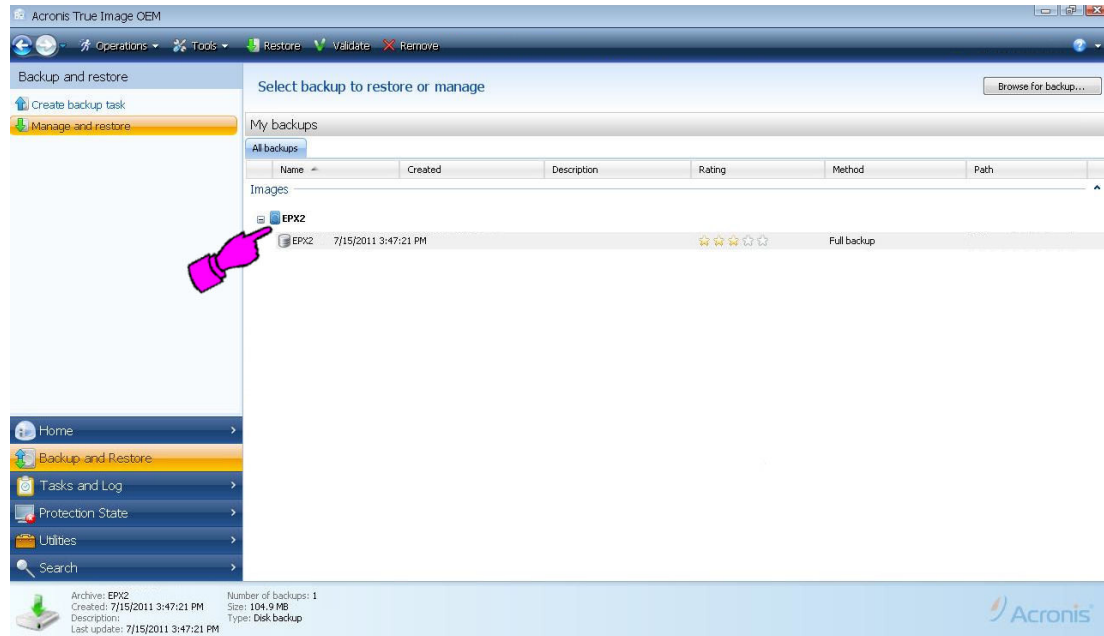 Acronis True Image OEM
Operations Tools Restore Validate Remove
Backup and restore
Create backup task
Manage and restore
Select backup to restore or manage
Browse for backup...
My backups
All backups
Name Created Description Rating Method Path
Images
EPX2
EPX2 7/15/2011 3:47:21 PM Full backup
Home
Backup and Restore
Tasks and Log
Protection State
Utilities
Search
Archive: EPX2 Number of backups: 1
Created: 7/15/2011 3:47:21 PM Size: 104.9 MB
Description: Type: Disk backup
Last update: 7/15/2011 3:47:21 PM
Acronis